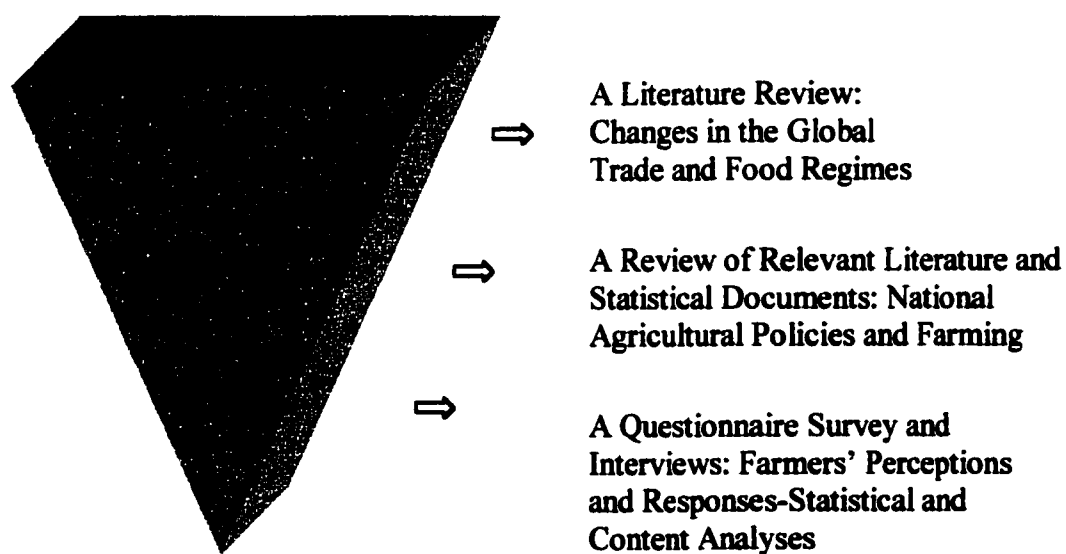 A Literature Review:
Changes in the Global
Trade and Food Regimes
A Review of Relevant Literature and
Statistical Documents: National
Agricultural Policies and Farming
A Questionnaire Survey and
Interviews: Farmers' Perceptions
and Responses-Statistical and
Content Analyses